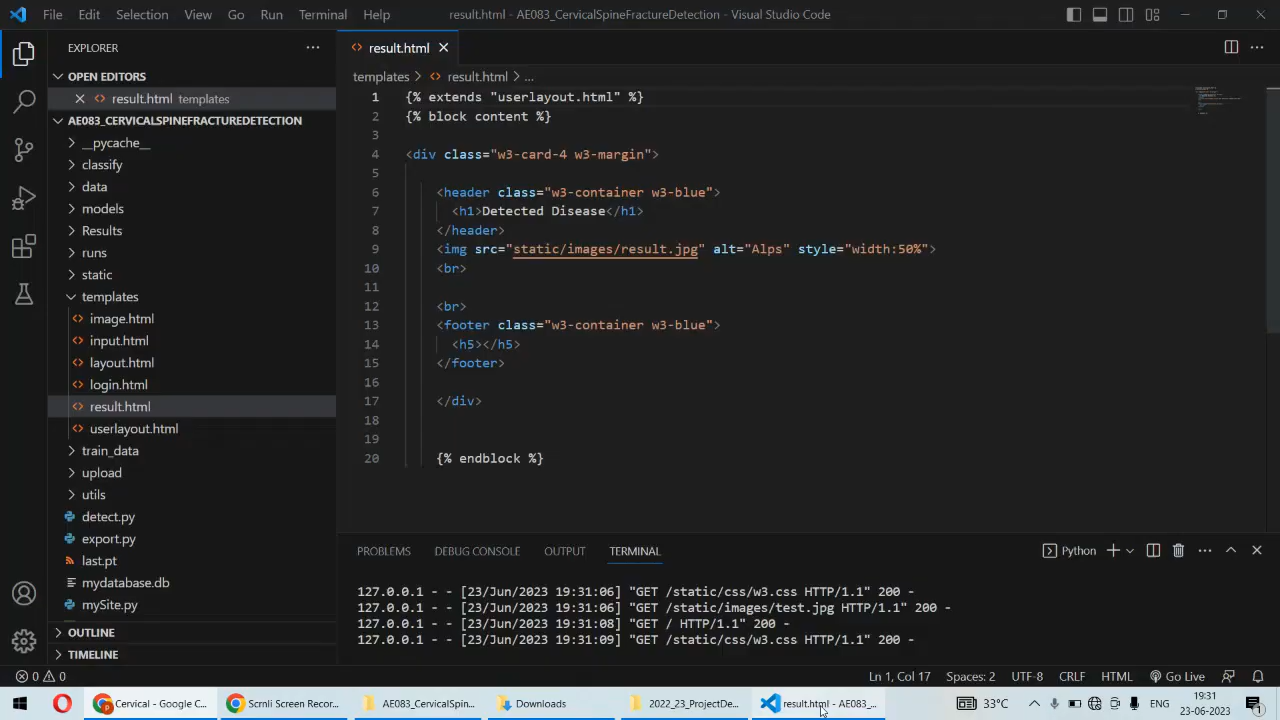 File Edit Selection View Go Run Terminal Help
result.html - AE083_CervicalSpineFractureDetection - Visual Studio Code
EXPLORER
OPEN EDITORS
result.html templates
AE083_CERVICALSPINEFRACTUREDETECTION
__pycache__
classify
data
models
Results
runs
static
templates
image.html
input.html
layout.html
login.html
result.html
userlayout.html
train_data
upload
utils
detect.py
export.py
last.pt
mydatabase.db
mySite.py
OUTLINE
TIMELINE
result.html
templates > result.html > ...
1 {% extends "userlayout.html" %}
2 {% block content %}
3
4 <div class="w3-card-4 w3-margin">
5
6 <header class="w3-container w3-blue">
7 <h1>Detected Disease</h1>
8 </header>
9 <img src="static/images/result.jpg" alt="Alps" style="width:50%">
10 <br>
11
12 <br>
13 <footer class="w3-container w3-blue">
14 <h5></h5>
15 </footer>
16
17 </div>
18
19
20 {% endblock %}
PROBLEMS DEBUG CONSOLE OUTPUT TERMINAL
Python
127.0.0.1 - - [23/Jun/2023 19:31:06] "GET /static/css/w3.css HTTP/1.1" 200 -
127.0.0.1 - - [23/Jun/2023 19:31:06] "GET /static/images/test.jpg HTTP/1.1" 200 -
127.0.0.1 - - [23/Jun/2023 19:31:08] "GET / HTTP/1.1" 200 -
127.0.0.1 - - [23/Jun/2023 19:31:09] "GET /static/css/w3.css HTTP/1.1" 200 -
0 0 Ln 1, Col 17 Spaces: 2 UTF-8 CRLF HTML Go Live
Cervical - Google C... Scrnli Screen Recor... AE083_CervicalSpin... Downloads 2022_23_ProjectDe... result.html - AE083_... 33°C 19:31
23-06-2023
1